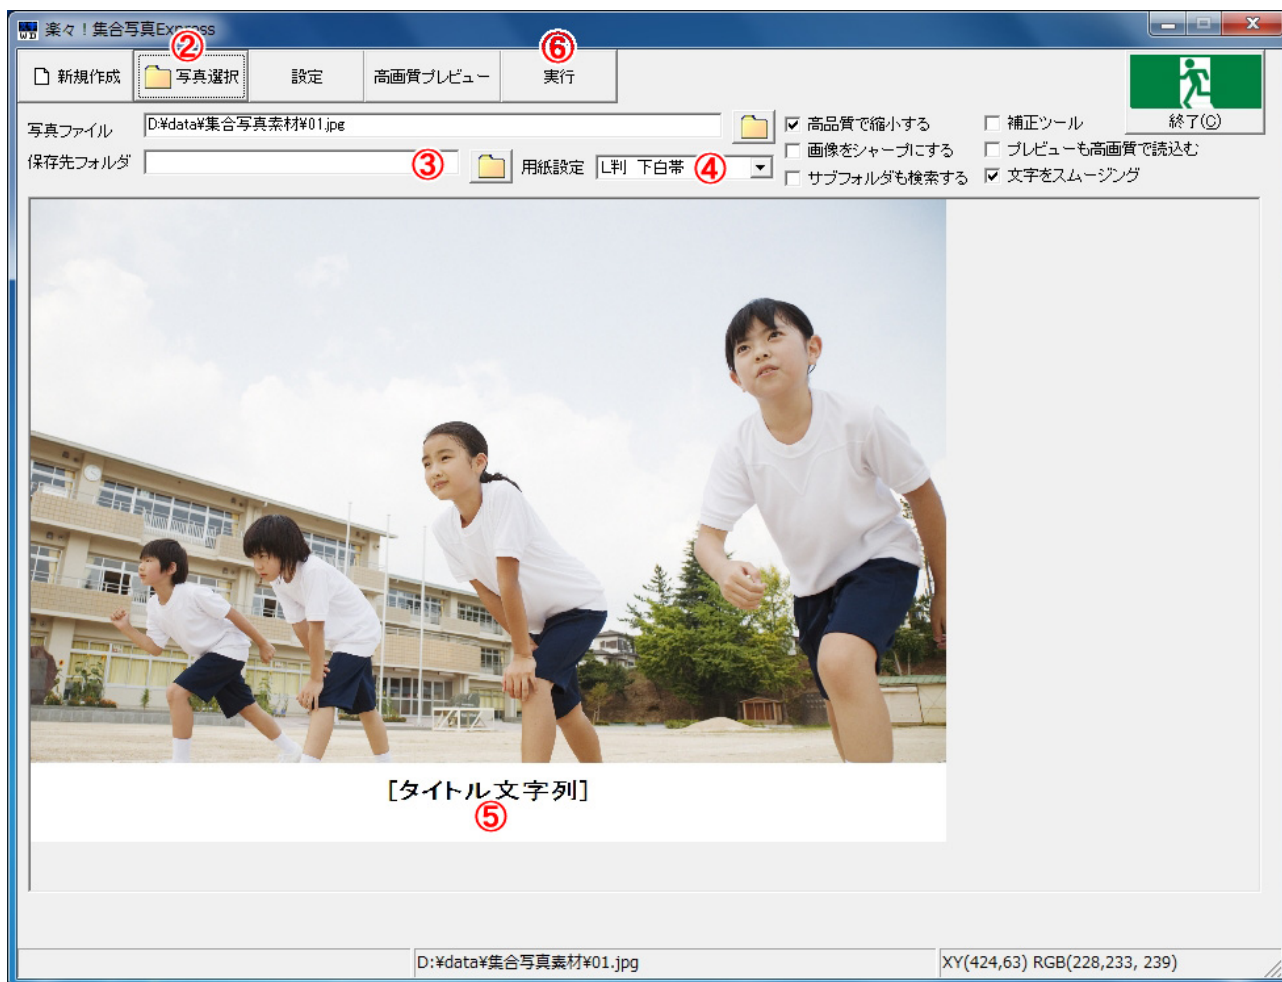 楽々！集合写真Express
②
⑥
新規作成
写真選択
設定
高画質プレビュー
実行
終了(C)
写真ファイル
D:¥data¥集合写真素材¥01.jpg
高品質で縮小する
補正ツール
保存先フォルダ
③
用紙設定
L判 下白帯
④
画像をシャープにする
プレビューも高画質で読込む
サブフォルダも検索する
文字をスムージング
[タイトル文字列]
⑤
D:¥data¥集合写真素材¥01.jpg
XY(424,63) RGB(228,233, 239)